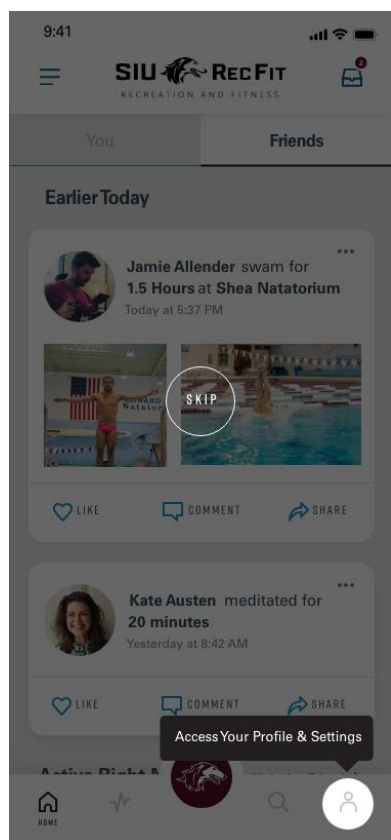 9:41
SIU RECFIT
RECREATION AND FITNESS
2
You
Friends
Earlier Today
Jamie Allender swam for
1.5 Hours at Shea Natatorium
Today at 5:37 PM
SKIP
LIKE
COMMENT
SHARE
Kate Austen meditated for
20 minutes
Yesterday at 8:42 AM
LIKE
COMMENT
SHARE
Access Your Profile & Settings
HOME